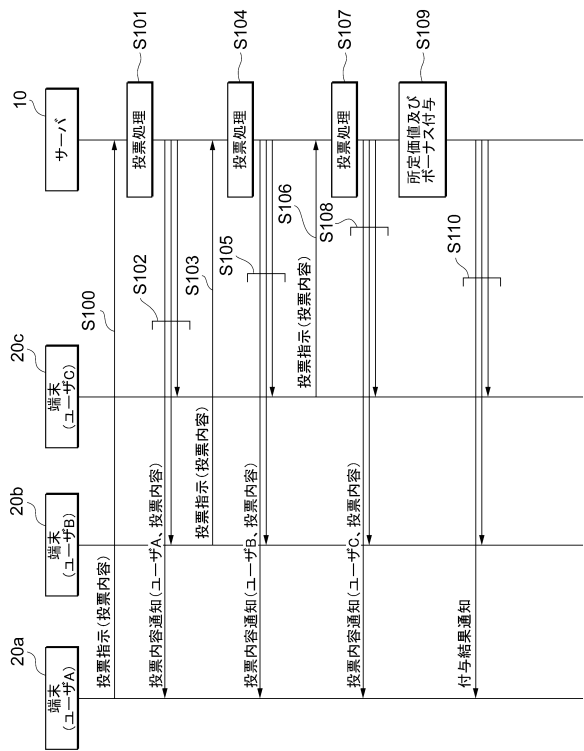 20a
端末
(ユーザA)
20b
端末
(ユーザB)
20c
端末
(ユーザC)
10
サーバ
投票指示(投票内容)
S100
投票処理
S101
投票内容通知(ユーザA、投票内容)
S102
投票指示(投票内容)
S103
投票処理
S104
投票内容通知(ユーザB、投票内容)
S105
投票指示(投票内容)
S106
投票処理
S107
投票内容通知(ユーザC、投票内容)
S108
所定価値及び
ボーナス付与
S109
付与結果通知
S110